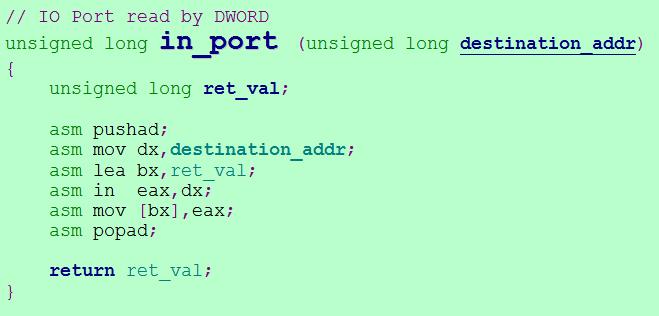 // IO Port read by DWORD
unsigned long in_port (unsigned long destination_addr)
{
    unsigned long ret_val;

    asm pushad;
    asm mov dx,destination_addr;
    asm lea bx,ret_val;
    asm in  eax,dx;
    asm mov [bx],eax;
    asm popad;

    return ret_val;
}